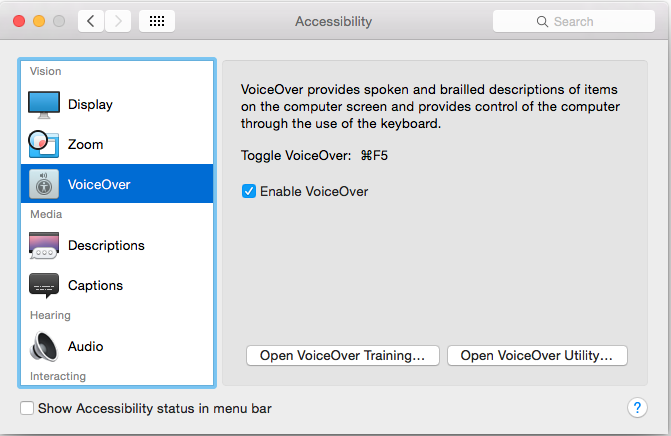 Accessibility
Search
Vision
Display
Zoom
VoiceOver
Media
Descriptions
Captions
Hearing
Audio
Interacting
VoiceOver provides spoken and brailled descriptions of items
on the computer screen and provides control of the computer
through the use of the keyboard.
Toggle VoiceOver: ⌘F5
Enable VoiceOver
Open VoiceOver Training...
Open VoiceOver Utility...
Show Accessibility status in menu bar
?